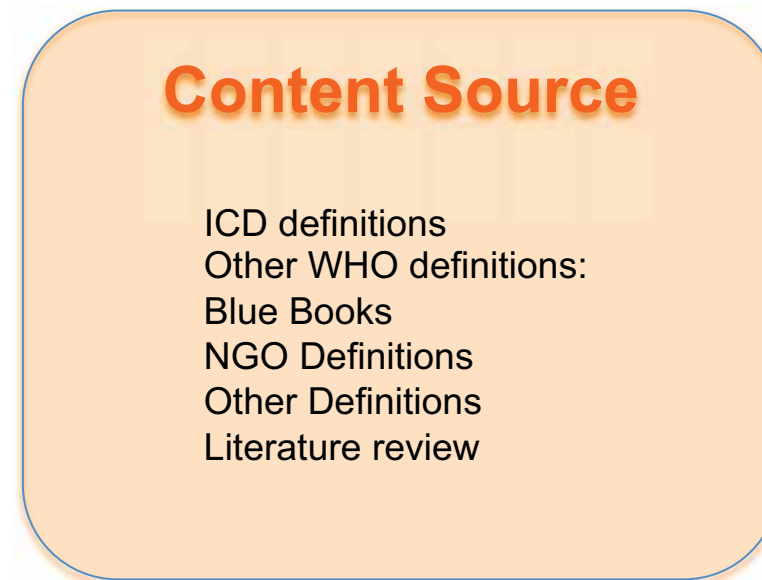 Content Source
ICD definitions
Other WHO definitions:
Blue Books
NGO Definitions
Other Definitions
Literature review